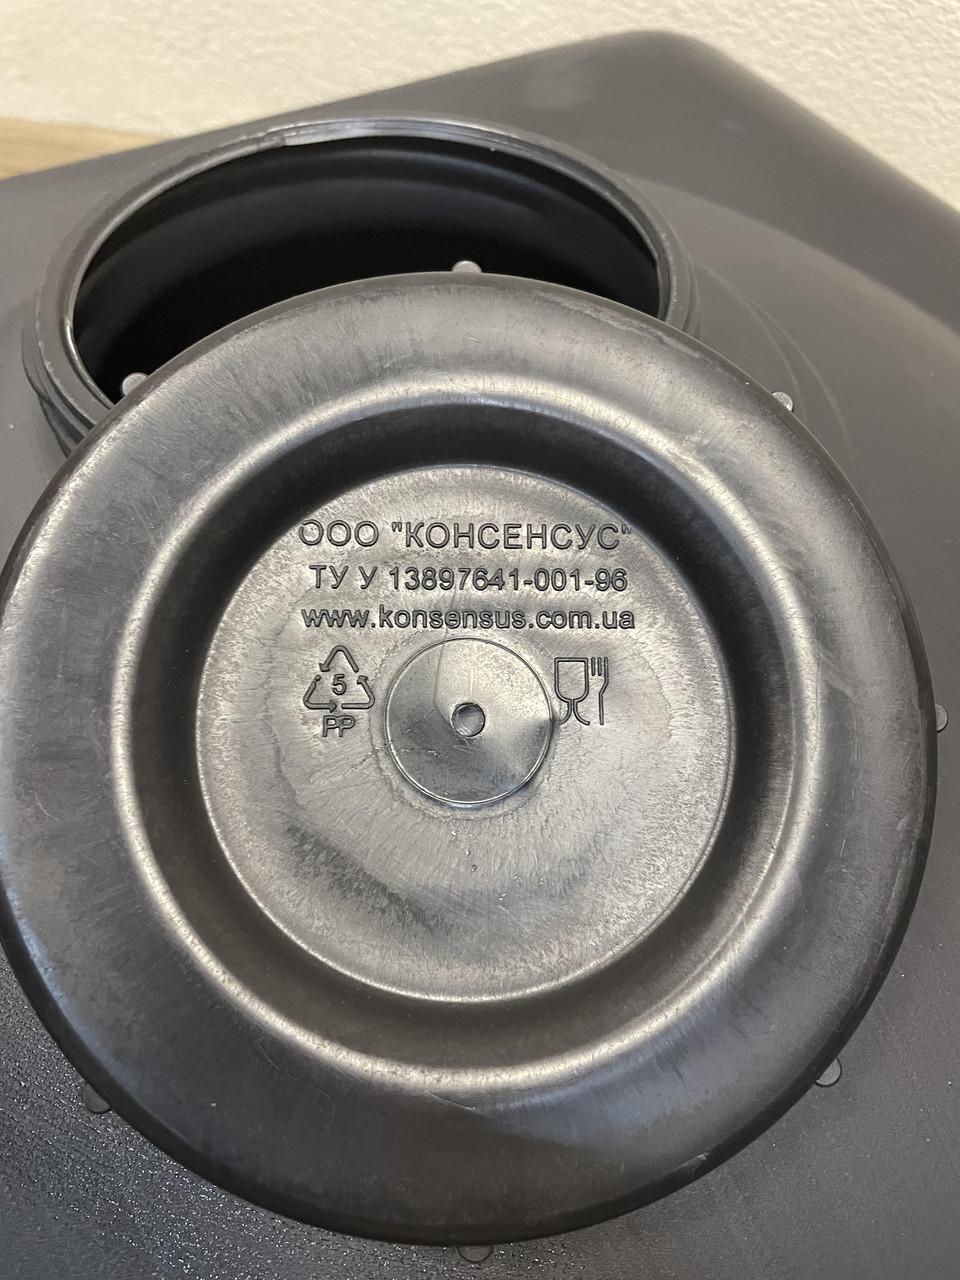 ООО "КОНСЕНСУС"
ТУ У 13897641-001-96
www.konsensus.com.ua
5
PP